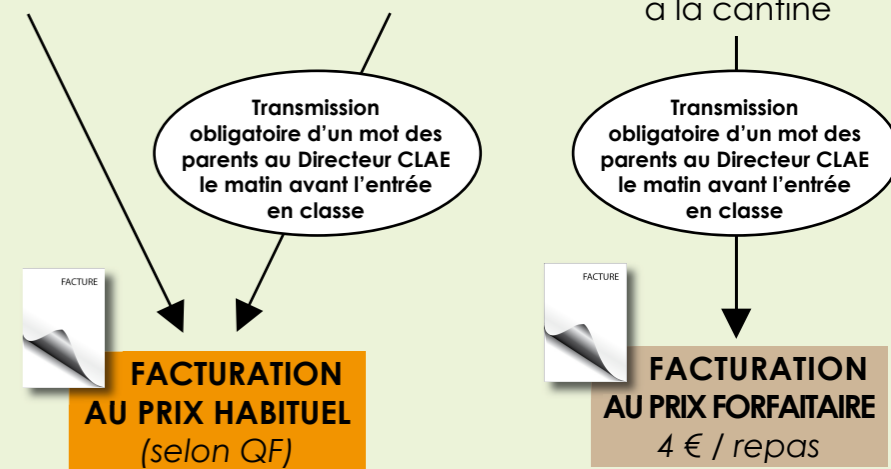 à la cantine
Transmission
obligatoire d'un mot des
parents au Directeur CLAE
le matin avant l'entrée
en classe
Transmission
obligatoire d'un mot des
parents au Directeur CLAE
le matin avant l'entrée
en classe
FACTURE
FACTURATION
AU PRIX HABITUEL
(selon QF)
FACTURE
FACTURATION
AU PRIX FORFAITAIRE
4 € / repas